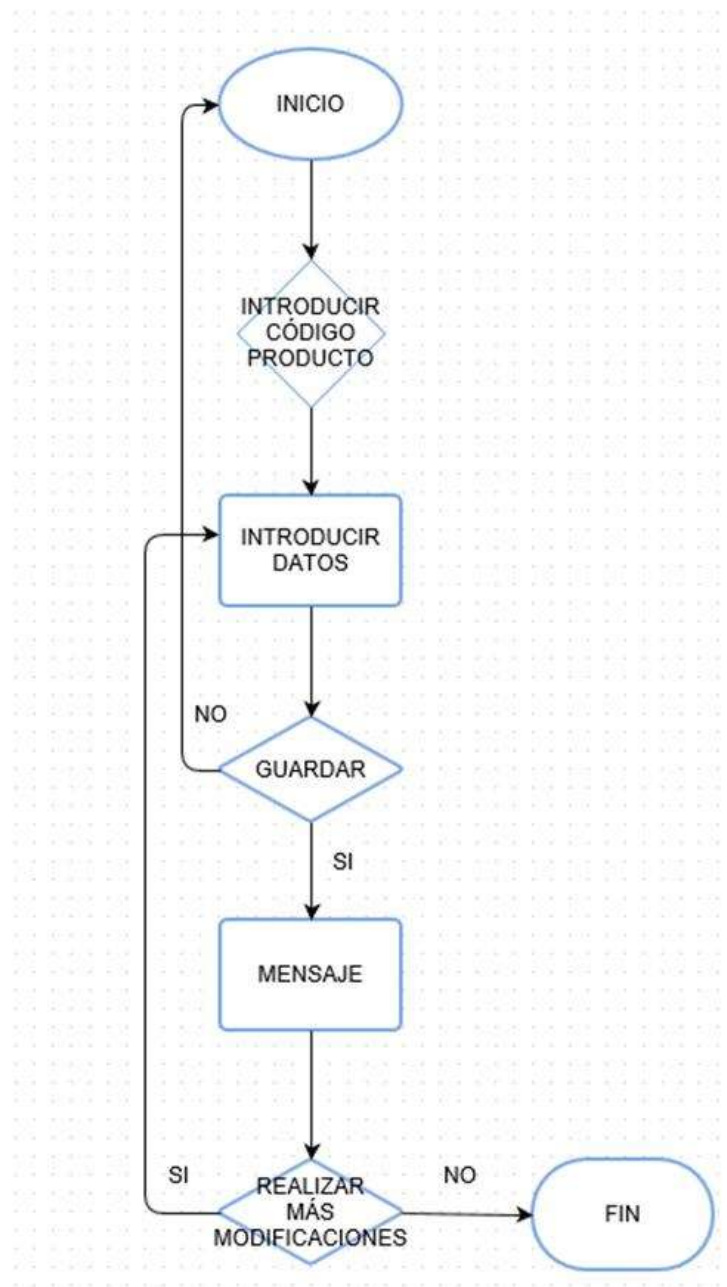 INICIO
INTRODUCIR
CÓDIGO
PRODUCTO
INTRODUCIR
DATOS
NO
GUARDAR
SI
MENSAJE
SI
REALIZAR
MÁS
MODIFICACIONES
NO
FIN